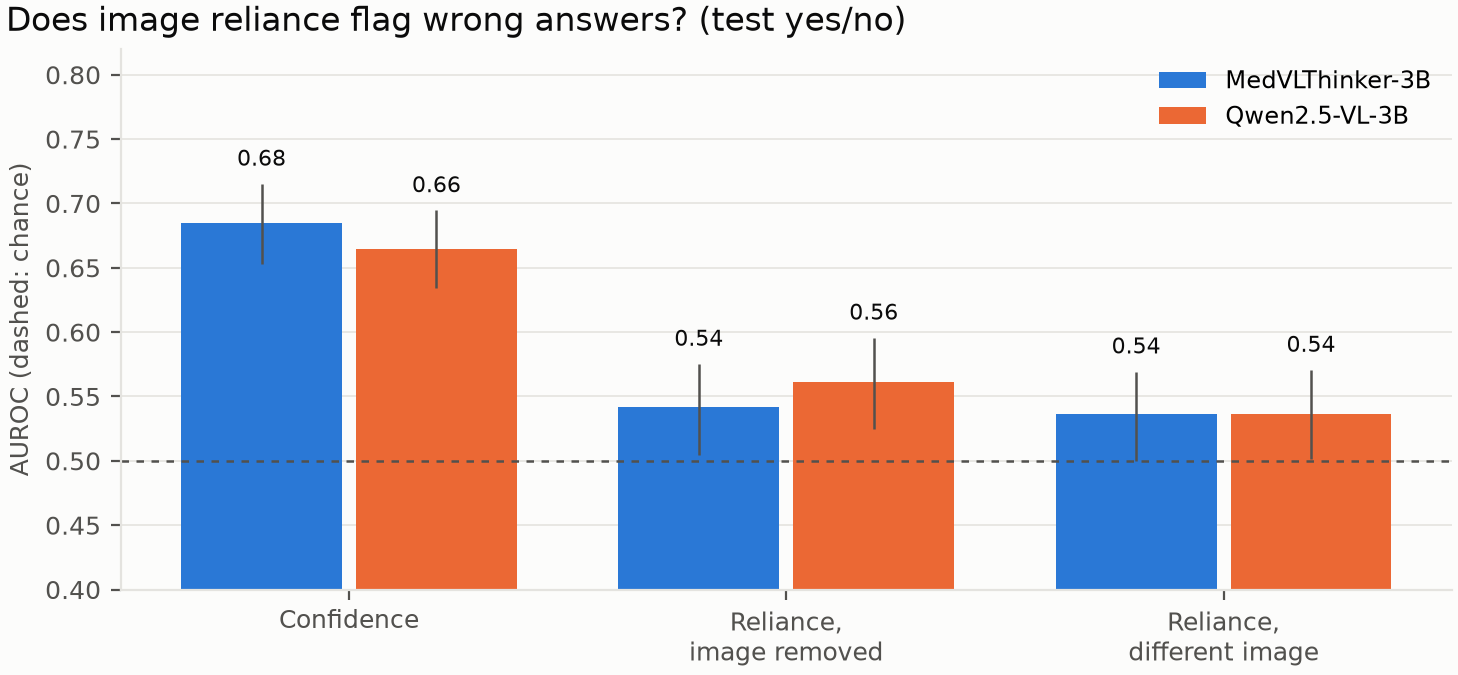 Does image reliance flag wrong answers? (test yes/no)
MedVLThinker-3B
Qwen2.5-VL-3B
AUROC (dashed: chance)
0.80
0.75
0.70
0.65
0.60
0.55
0.50
0.45
0.40
0.68
0.66
0.54
0.56
0.54
0.54
Confidence
Reliance,
image removed
Reliance,
different image